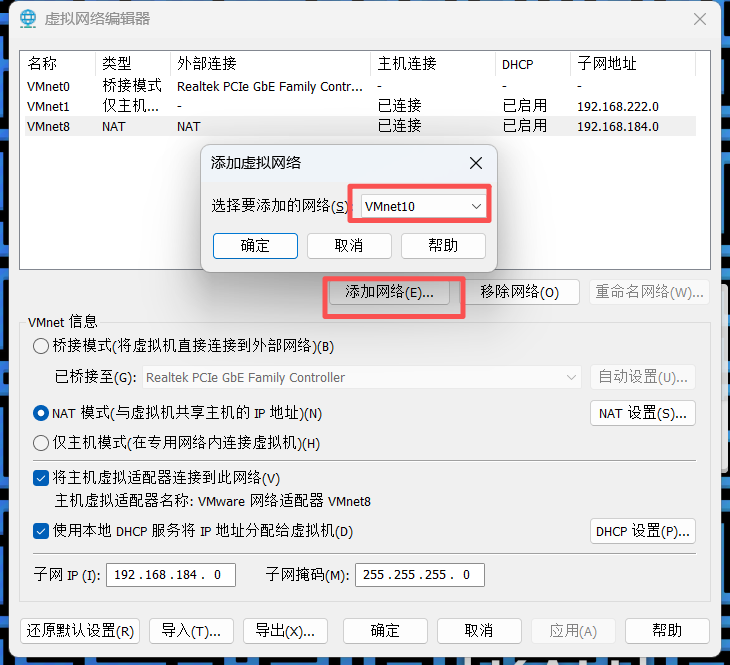 虚拟网络编辑器
名称 类型 外部连接 主机连接 DHCP 子网地址
VMnet0 桥接模式 Realtek PCIe GbE Family Contr... - - -
VMnet1 仅主机... - 已连接 已启用 192.168.222.0
VMnet8 NAT NAT 已连接 已启用 192.168.184.0
添加虚拟网络
选择要添加的网络(S) VMnet10
确定 取消 帮助
添加网络(E)... 移除网络(O) 重命名网络(W)...
VMnet 信息
桥接模式(将虚拟机直接连接到外部网络)(B)
已桥接至(G): Realtek PCIe GbE Family Controller 自动设置(U)...
NAT 模式(与虚拟机共享主机的 IP 地址)(N) NAT 设置(S)...
仅主机模式(在专用网络内连接虚拟机)(H)
将主机虚拟适配器连接到此网络(V)
主机虚拟适配器名称: VMware 网络适配器 VMnet8
使用本地 DHCP 服务将 IP 地址分配给虚拟机(D) DHCP 设置(P)...
子网 IP (I): 192.168.184. 0 子网掩码(M): 255.255.255. 0
还原默认设置(R) 导入(T)... 导出(X)... 确定 取消 应用(A) 帮助